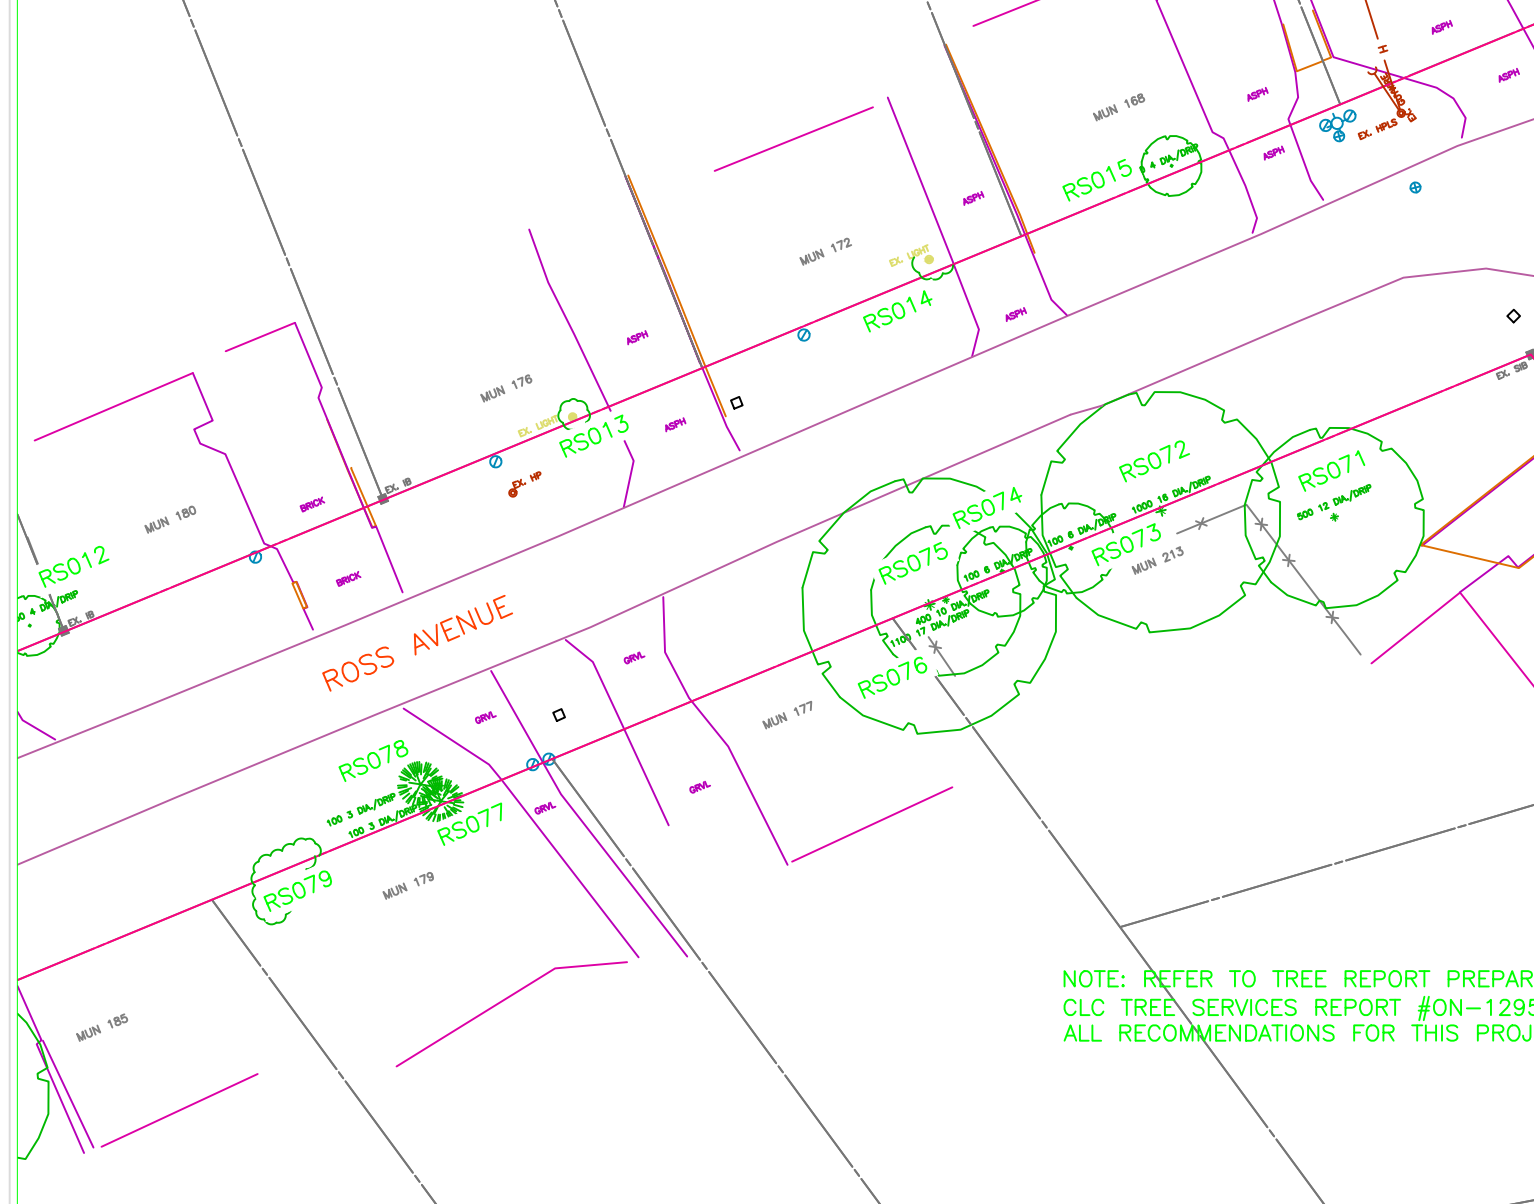 ASPH
H
ASPH
ASPH
MUN 168
EX. HPLS
ASPH
RS015
4 DIA./DRIP
ASPH
MUN 172
EX. LIGHT
RS014
ASPH
ASPH
MUN 176
EX. LIGHT
RS013
ASPH
EX. SIB
RS072
RS071
1000 16 DIA./DRIP
500 12 DIA./DRIP
EX. IB
EX. HP
BRICK
MUN 180
RS074
100 6 DIA./DRIP
RS073
MUN 213
RS012
4 DIA./DRIP
EX. IB
BRICK
RS075
100 6 DIA./DRIP
400 10 DIA./DRIP
1100 17 DIA./DRIP
RS076
ROSS AVENUE
GRVL
GRVL
MUN 177
RS078
100 3 DIA./DRIP
100 3 DIA./DRIP
RS077
GRVL
GRVL
RS079
MUN 179
MUN 185
NOTE: REFER TO TREE REPORT PREPAR
CLC TREE SERVICES REPORT #ON-1295
ALL RECOMMENDATIONS FOR THIS PROJ